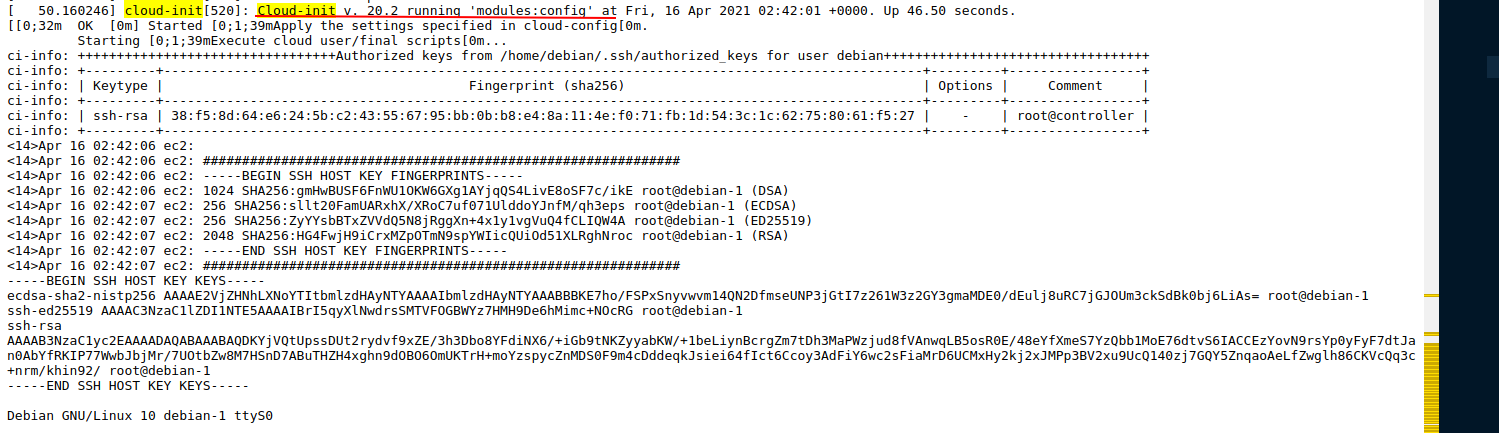 [   50.160246] cloud-init[520]: Cloud-init v. 20.2 running 'modules:config' at Fri, 16 Apr 2021 02:42:01 +0000. Up 46.50 seconds.
[[0;32m  OK  [0m] Started [0;1;39mApply the settings specified in cloud-config[0m.
         Starting [0;1;39mExecute cloud user/final scripts[0m...
ci-info: +++++++++++++++++++++++++++++++++Authorized keys from /home/debian/.ssh/authorized_keys for user debian++++++++++++++++++++++++++++++++++
ci-info: +---------+-------------------------------------------------------------------------------------------------+---------+-----------------+
ci-info: | Keytype |                                       Fingerprint (sha256)                                      | Options |     Comment     |
ci-info: +---------+-------------------------------------------------------------------------------------------------+---------+-----------------+
ci-info: | ssh-rsa | 38:f5:8d:64:e6:24:5b:c2:43:55:67:95:bb:0b:b8:e4:8a:11:4e:f0:71:fb:1d:54:3c:1c:62:75:80:61:f5:27 |    -    | root@controller |
ci-info: +---------+-------------------------------------------------------------------------------------------------+---------+-----------------+
<14>Apr 16 02:42:06 ec2:
<14>Apr 16 02:42:06 ec2: #############################################################
<14>Apr 16 02:42:06 ec2: -----BEGIN SSH HOST KEY FINGERPRINTS-----
<14>Apr 16 02:42:06 ec2: 1024 SHA256:gmHwBUSF6FnWU1OKW6GXg1AYjqQS4LivE8oSF7c/ikE root@debian-1 (DSA)
<14>Apr 16 02:42:07 ec2: 256 SHA256:sllt20FamUARxhX/XRoC7uf071UlddoYJnfM/qh3eps root@debian-1 (ECDSA)
<14>Apr 16 02:42:07 ec2: 256 SHA256:ZyYYsbBTxZVVdQ5N8jRggXn+4x1y1vgVuQ4fCLIQW4A root@debian-1 (ED25519)
<14>Apr 16 02:42:07 ec2: 2048 SHA256:HG4FwjH9iCrxMZpOTmN9spYWIicQUiOd51XLRghNroc root@debian-1 (RSA)
<14>Apr 16 02:42:07 ec2: -----END SSH HOST KEY FINGERPRINTS-----
<14>Apr 16 02:42:07 ec2: #############################################################
-----BEGIN SSH HOST KEY KEYS-----
ecdsa-sha2-nistp256 AAAAE2VjZHNhLXNoYTItbmlzdHAyNTYAAAAIbmlzdHAyNTYAAABBBKE7ho/FSPxSnyvwvm14QN2DfmseUNP3jGtI7z261W3z2GY3gmaMDE0/dEulj8uRC7jGJOUm3ckSdBk0bj6LiAs= root@debian-1
ssh-ed25519 AAAAC3NzaC1lZDI1NTE5AAAAIBrI5qyXlNwdrsSMTVFOGBWYz7HMH9De6hMimc+NOcRG root@debian-1
ssh-rsa
AAAAB3NzaC1yc2EAAAADAQABAAABAQDKYjVQtUpssDUt2rydvf9xZE/3h3Dbo8YFdiNX6/+iGb9tNKZyyabKW/+1beLiynBcrgZm7tDh3MaPWzjud8fVAnwqLB5osR0E/48eYfXmeS7YzQbb1MoE76dtvS6IACCEzYovN9rsYp0yFyF7dtJa
n0AbYfRKIP77WwbJbjMr/7UOtbZw8M7HSnD7ABuTHZH4xghn9dOBO6OmUKTrH+moYzspycZnMDS0F9m4cDddeqkJsiei64fIct6Ccoy3AdFiY6wc2sFiaMrD6UCMxHy2kj2xJMPp3BV2xu9UcQ140zj7GQY5ZnqaoAeLfZwglh86CKVcQq3c
+nrm/khin92/ root@debian-1
-----END SSH HOST KEY KEYS-----
Debian GNU/Linux 10 debian-1 ttyS0